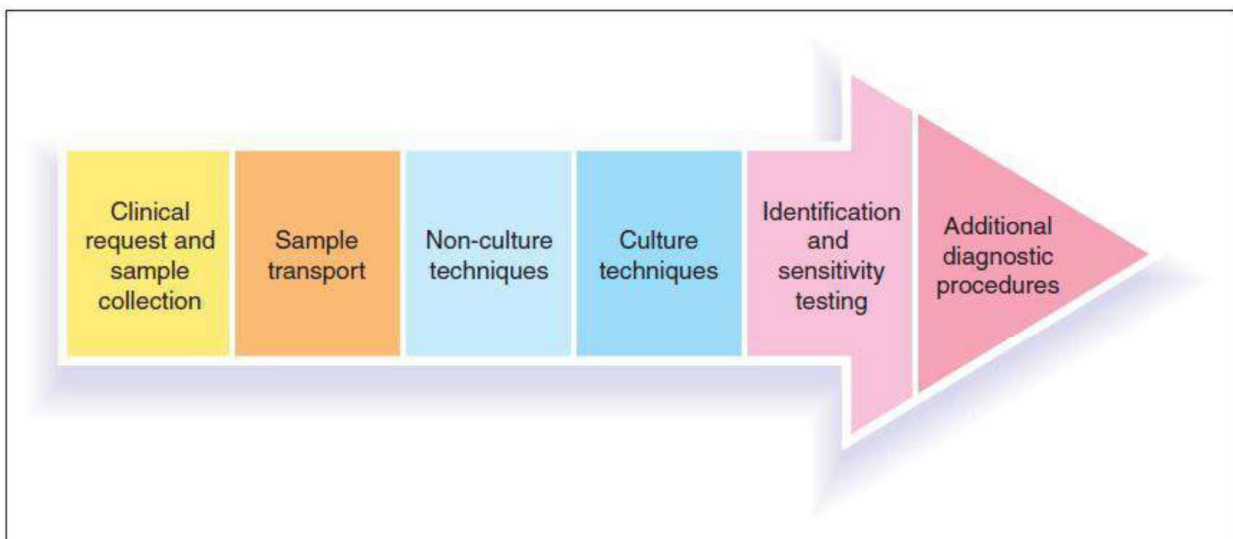 Clinical
request and
sample
collection
Sample
transport
Non-culture
techniques
Culture
techniques
Identification
and
sensitivity
testing
Additional
diagnostic
procedures